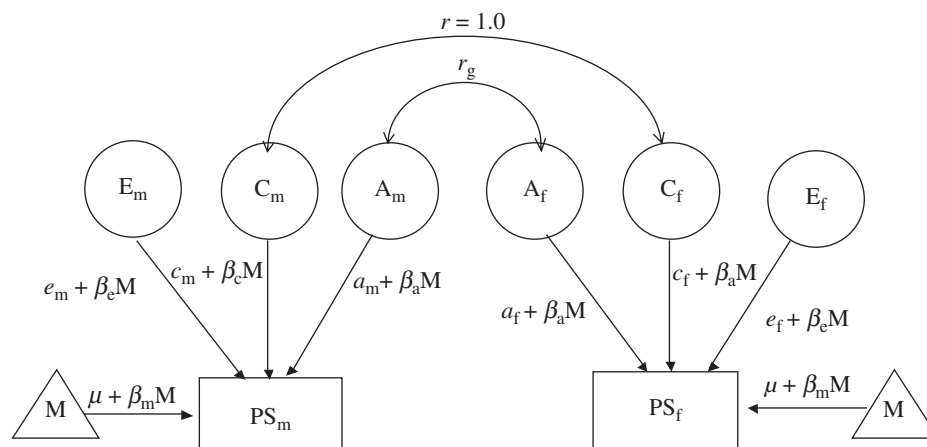 r = 1.0
r_g
E_m C_m A_m A_f C_f E_f
e_m + β_eM c_m + β_cM a_m + β_aM a_f + β_aM c_f + β_aM e_f + β_eM
M μ + β_mM PS_m PS_f μ + β_mM M